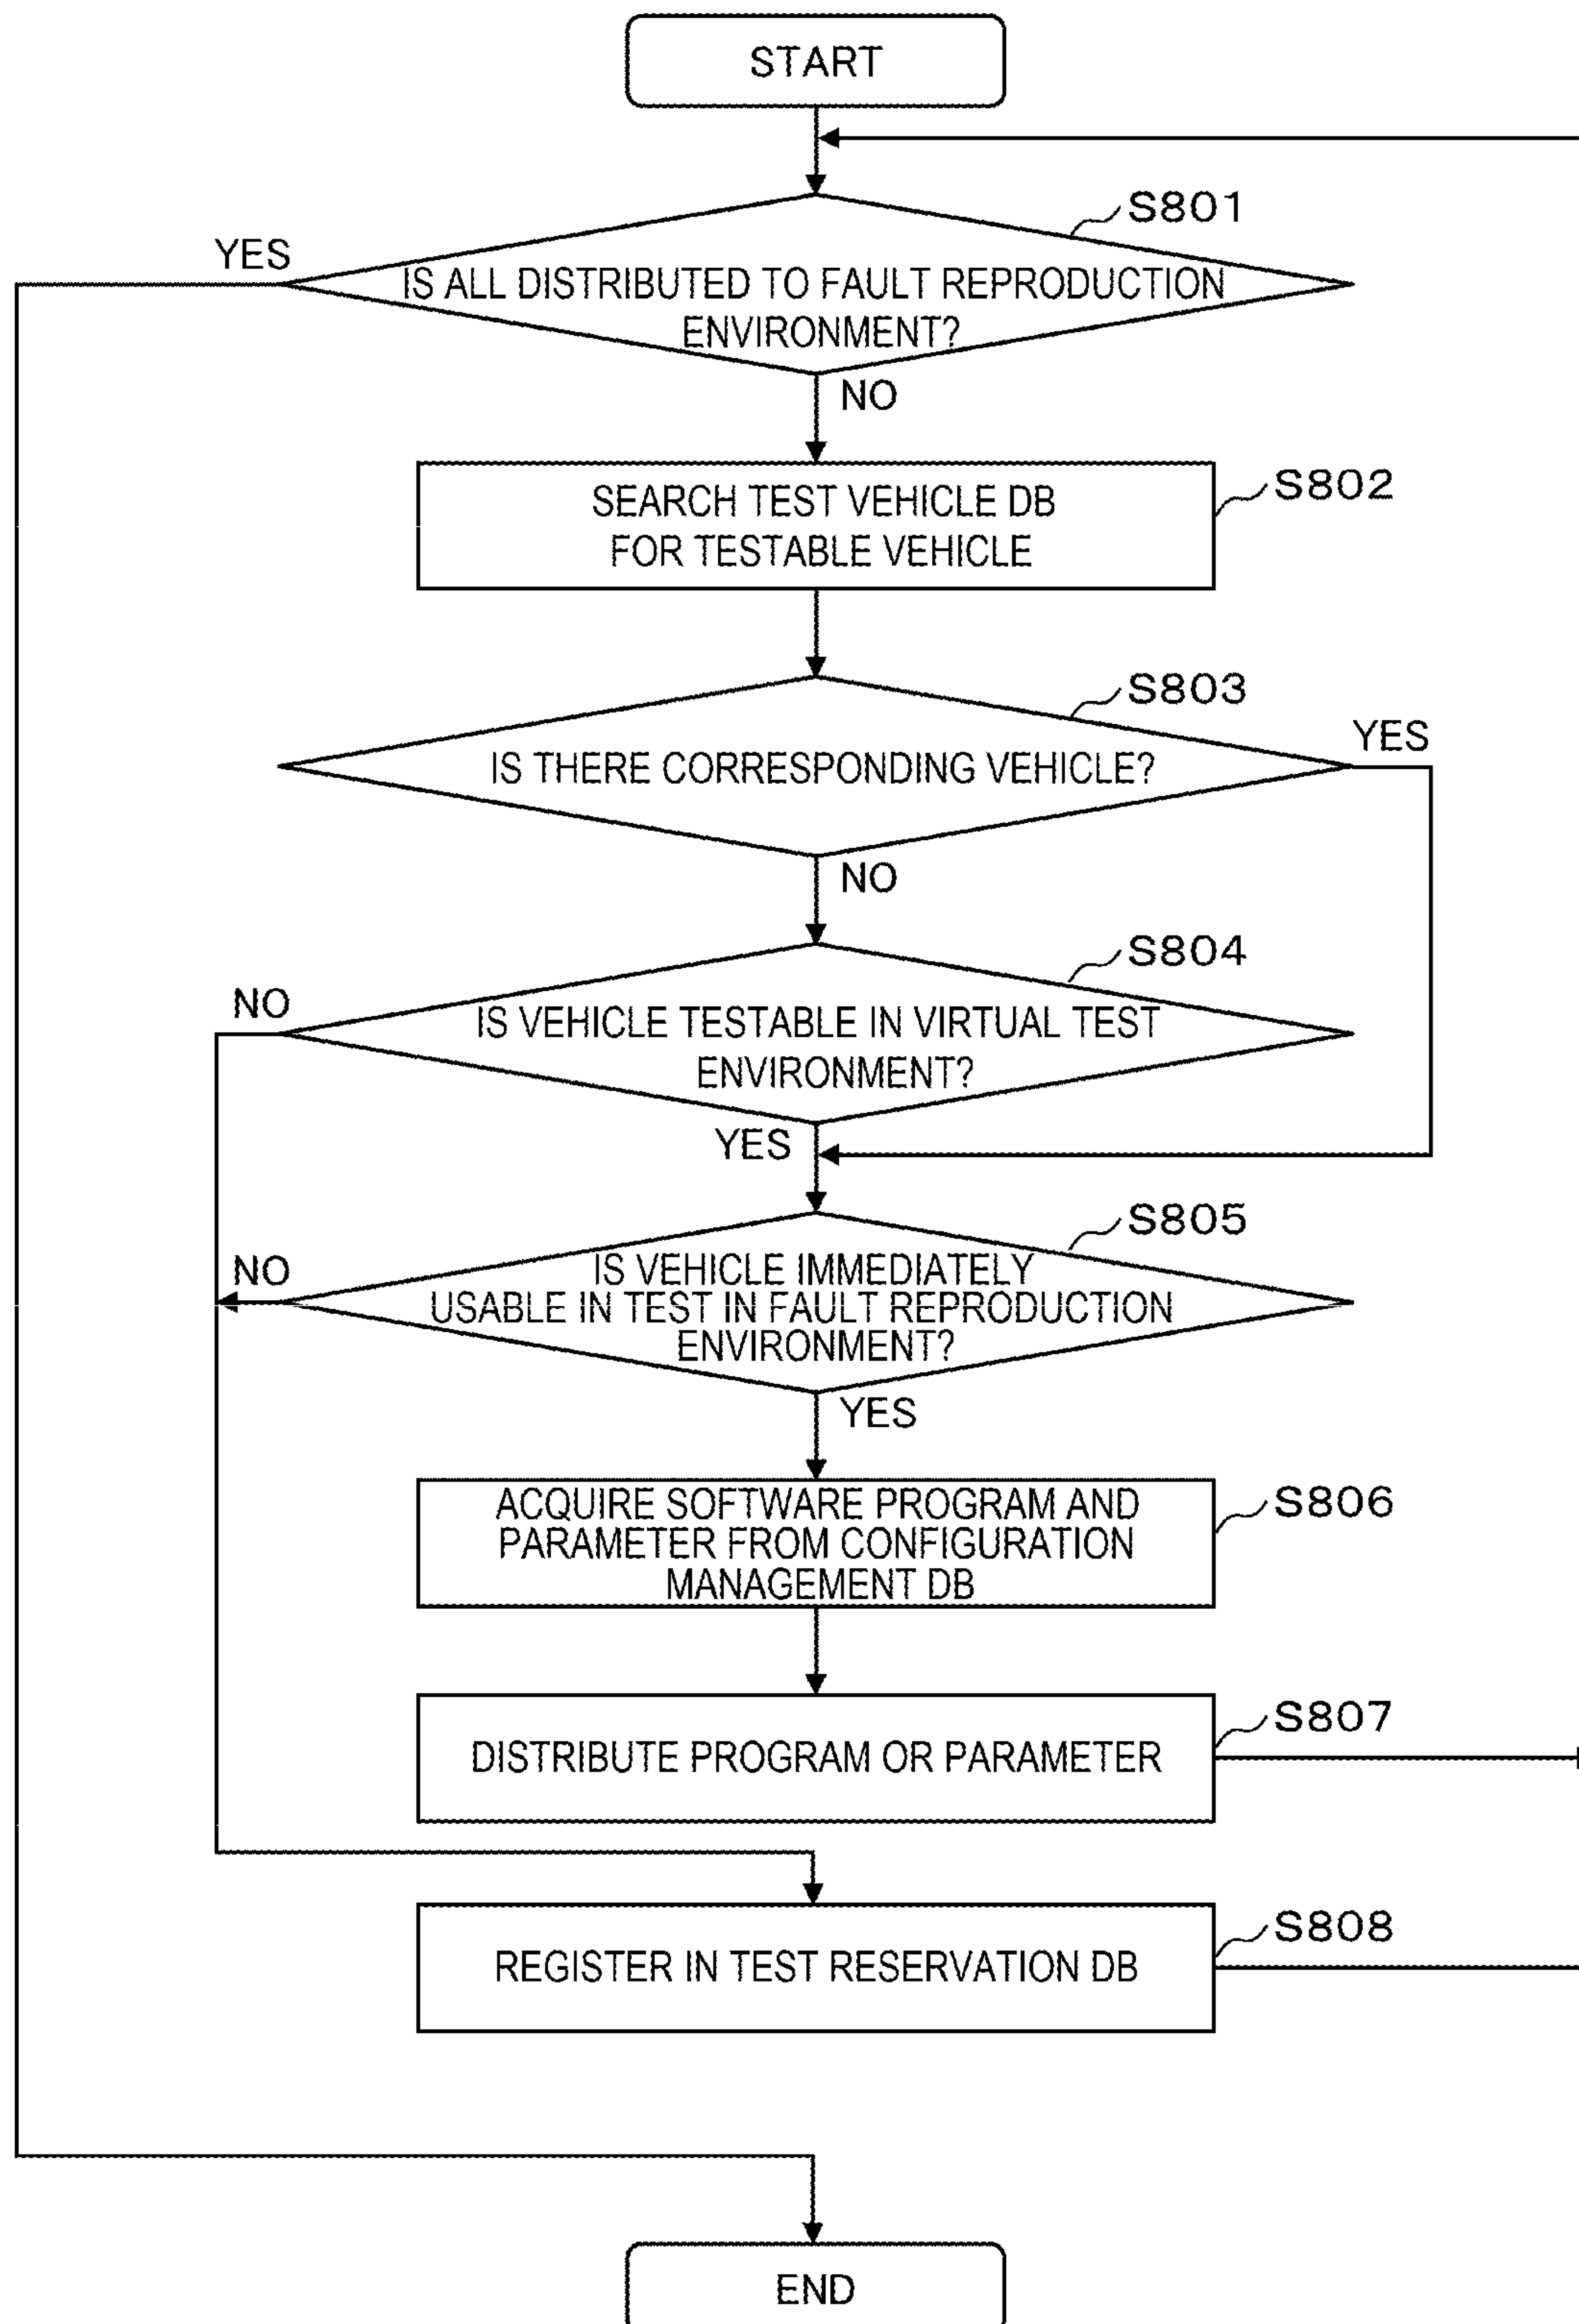 START
S801
YES
IS ALL DISTRIBUTED TO FAULT REPRODUCTION
ENVIRONMENT?
NO
S802
SEARCH TEST VEHICLE DB
FOR TESTABLE VEHICLE
S803
YES
IS THERE CORRESPONDING VEHICLE?
NO
S804
NO
IS VEHICLE TESTABLE IN VIRTUAL TEST
ENVIRONMENT?
YES
S805
NO
IS VEHICLE IMMEDIATELY
USABLE IN TEST IN FAULT REPRODUCTION
ENVIRONMENT?
YES
S806
ACQUIRE SOFTWARE PROGRAM AND
PARAMETER FROM CONFIGURATION
MANAGEMENT DB
S807
DISTRIBUTE PROGRAM OR PARAMETER
S808
REGISTER IN TEST RESERVATION DB
END